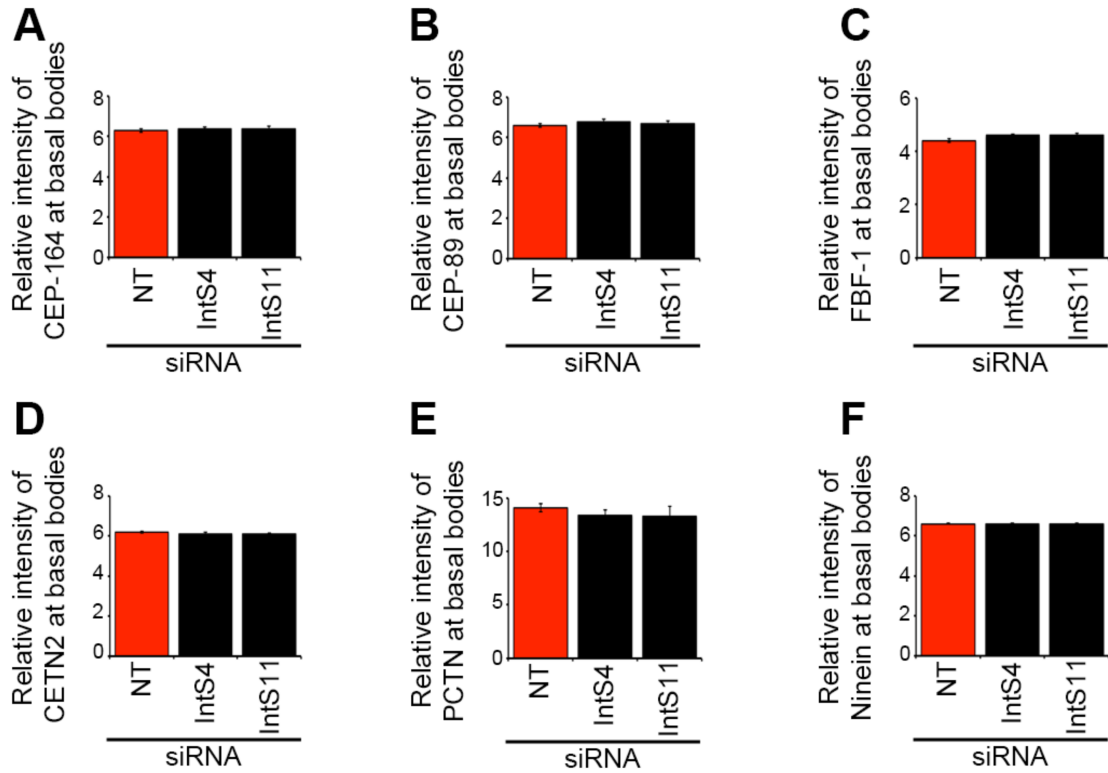 A
Relative intensity of
CEP-164 at basal bodies
8
6
4
2
0
NT
IntS4
IntS11
siRNA
B
Relative intensity of
CEP-89 at basal bodies
8
6
4
2
0
NT
IntS4
IntS11
siRNA
C
Relative intensity of
FBF-1 at basal bodies
6
4
2
0
NT
IntS4
IntS11
siRNA
D
Relative intensity of
CETN2 at basal bodies
8
6
4
2
0
NT
IntS4
IntS11
siRNA
E
Relative intensity of
PCTN at basal bodies
15
10
5
0
NT
IntS4
IntS11
siRNA
F
Relative intensity of
Ninein at basal bodies
8
6
4
2
0
NT
IntS4
IntS11
siRNA